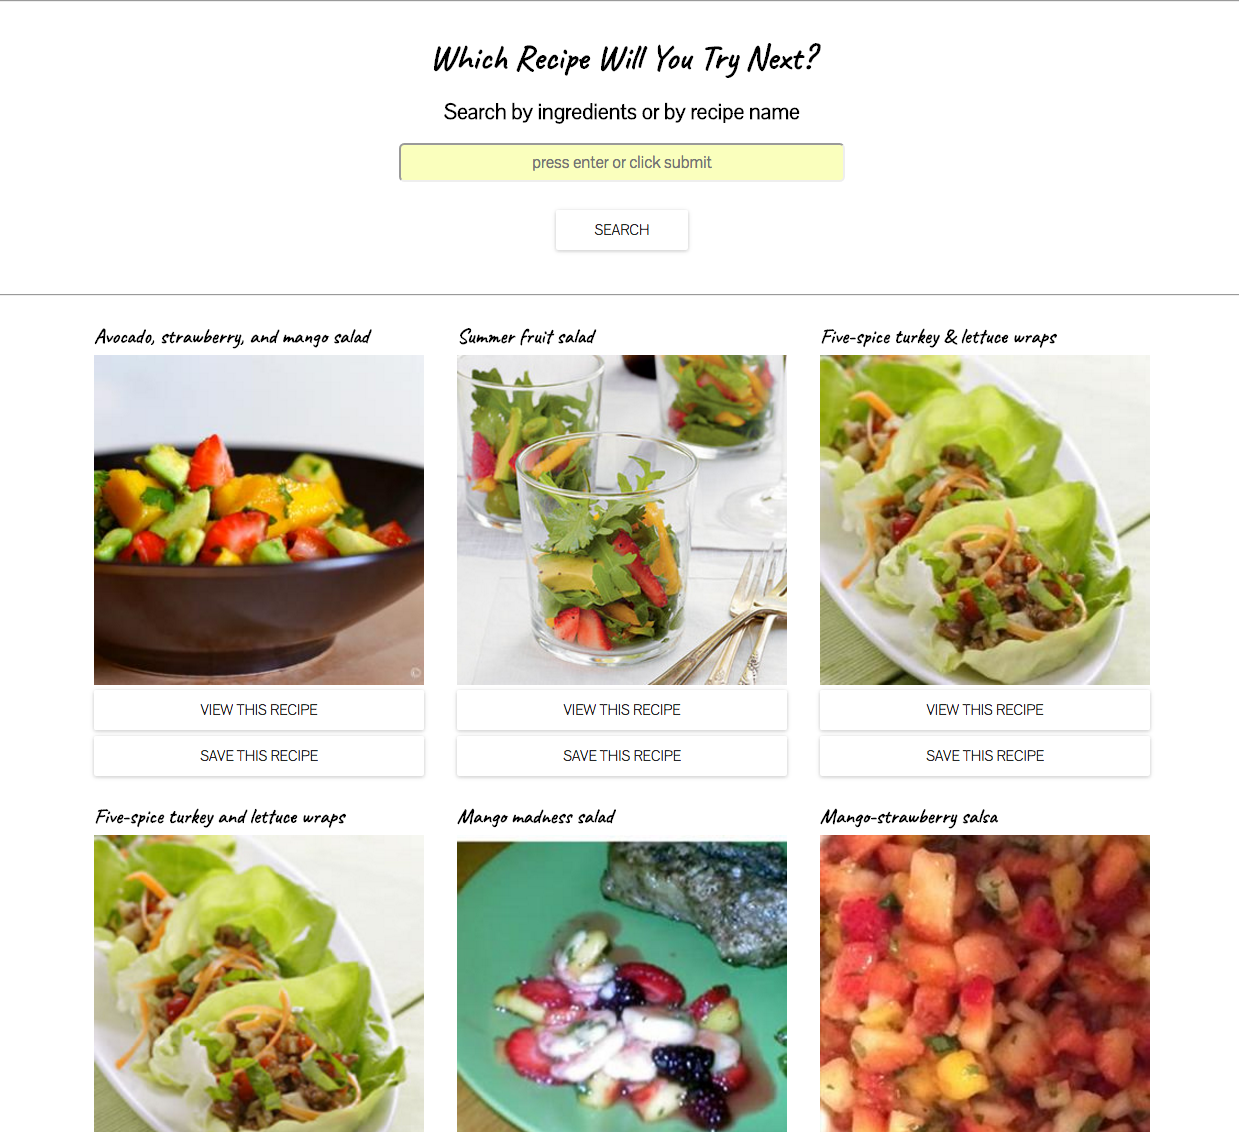 Which Recipe Will You Try Next?
Search by ingredients or by recipe name
press enter or click submit
SEARCH
Avocado, strawberry, and mango salad
Summer fruit salad
Five-spice turkey & lettuce wraps
©
VIEW THIS RECIPE
VIEW THIS RECIPE
VIEW THIS RECIPE
SAVE THIS RECIPE
SAVE THIS RECIPE
SAVE THIS RECIPE
Five-spice turkey and lettuce wraps
Mango madness salad
Mango-strawberry salsa